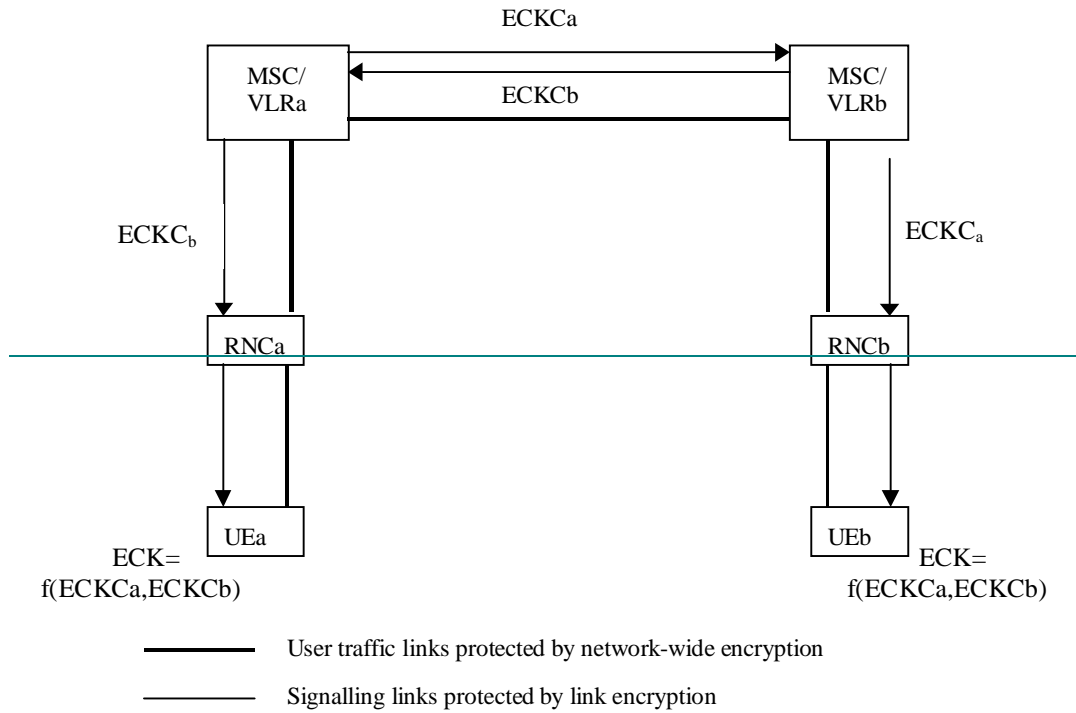 ECKCa
MSC/
VLRa
MSC/
VLRb
ECKCb
ECKCb
ECKCa
RNCa
RNCb
UEa
UEb
ECK=
f(ECKCa,ECKCb)
ECK=
f(ECKCa,ECKCb)
User traffic links protected by network-wide encryption
Signalling links protected by link encryption